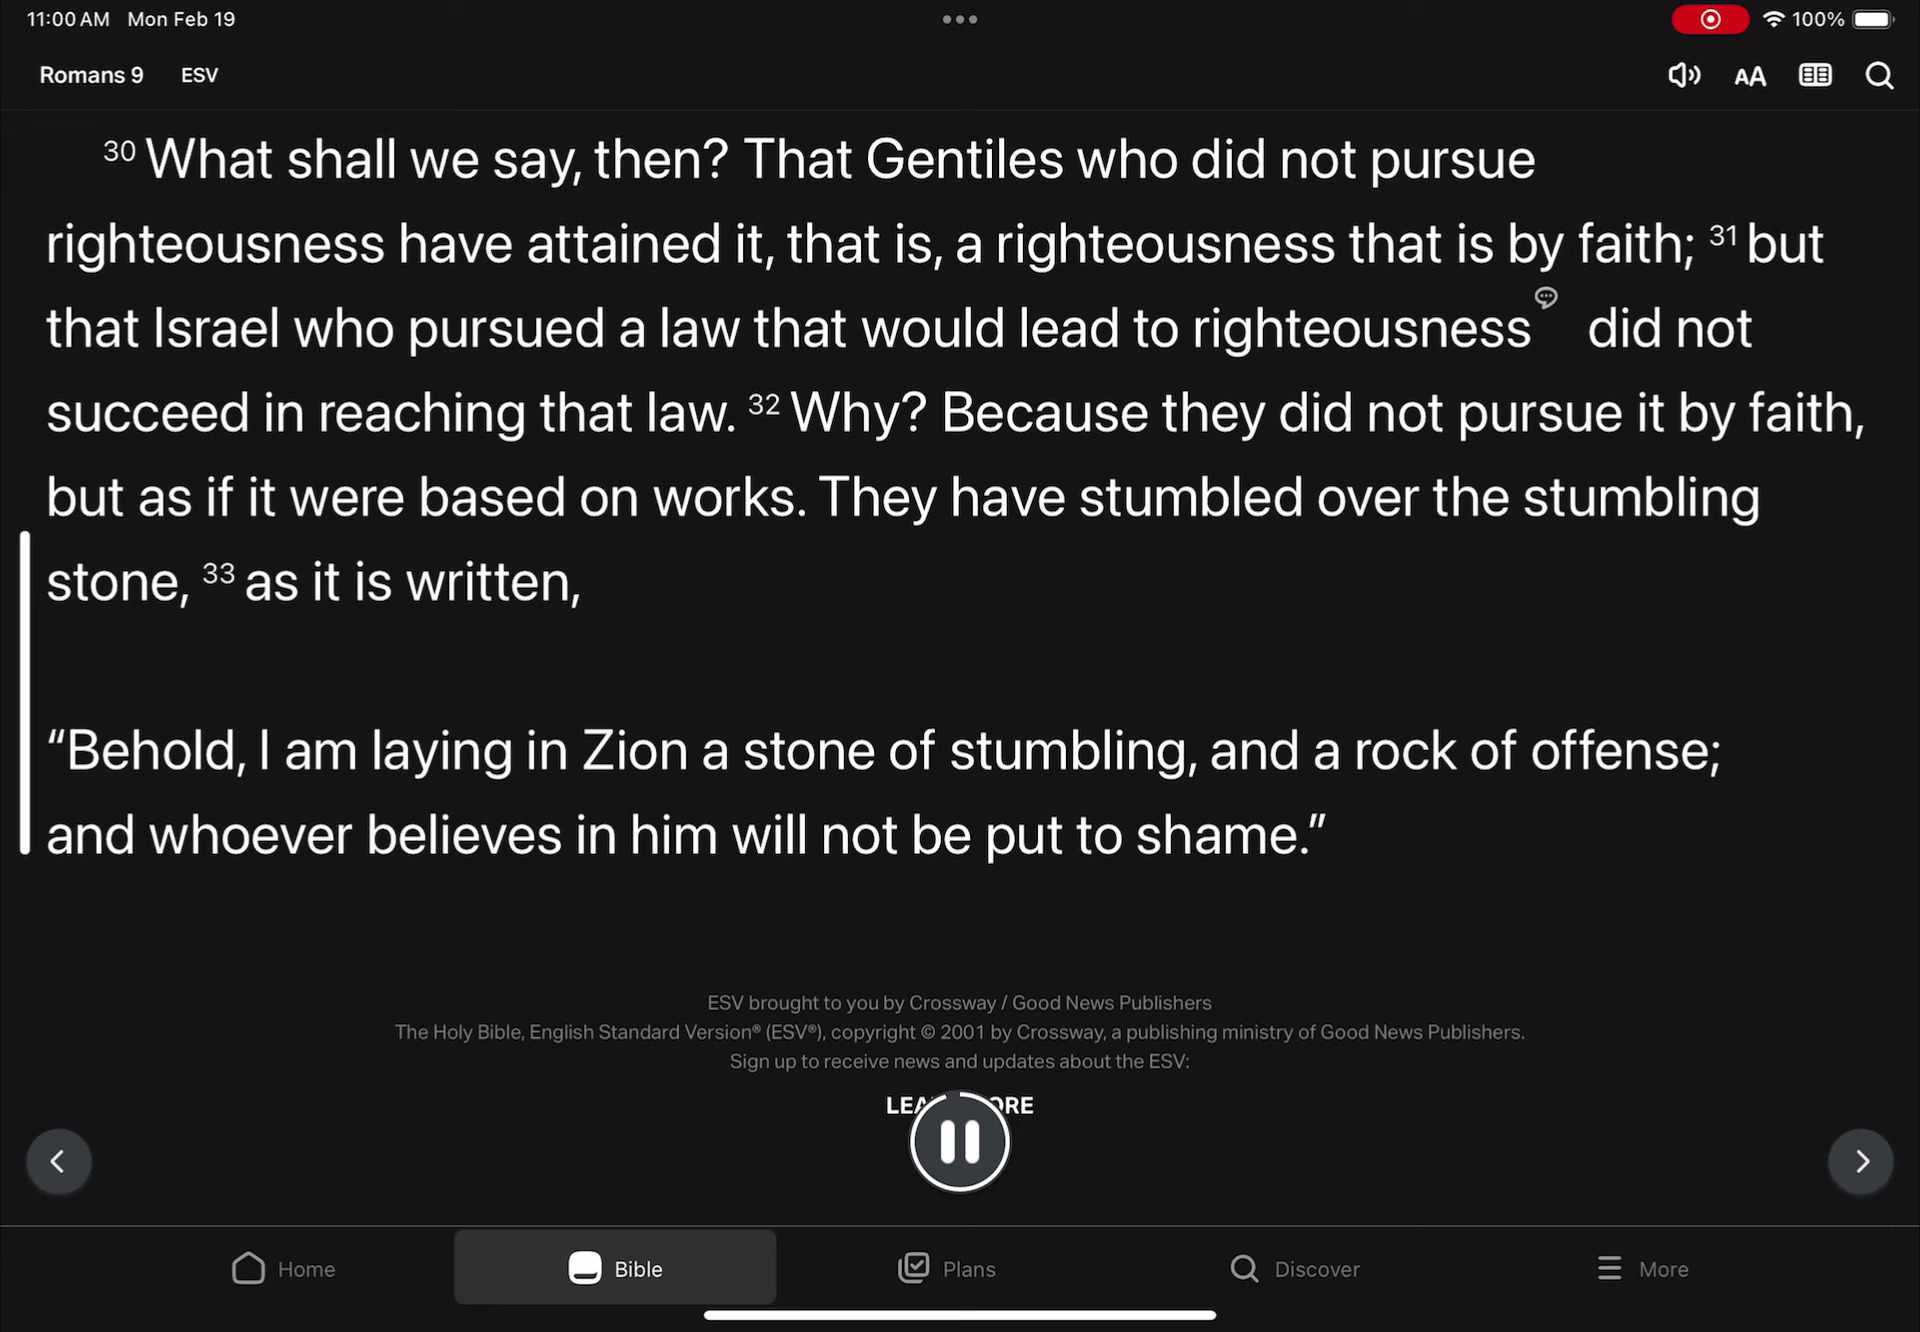 11:00 AM Mon Feb 19
100%
Romans 9 ESV
AA
30 What shall we say, then? That Gentiles who did not pursue
righteousness have attained it, that is, a righteousness that is by faith; 31 but
that Israel who pursued a law that would lead to righteousness did not
succeed in reaching that law. 32 Why? Because they did not pursue it by faith,
but as if it were based on works. They have stumbled over the stumbling
stone, 33 as it is written,
“Behold, I am laying in Zion a stone of stumbling, and a rock of offense;
and whoever believes in him will not be put to shame.”
ESV brought to you by Crossway / Good News Publishers
The Holy Bible, English Standard Version® (ESV®), copyright © 2001 by Crossway, a publishing ministry of Good News Publishers.
Sign up to receive news and updates about the ESV:
Home Bible Plans Discover More